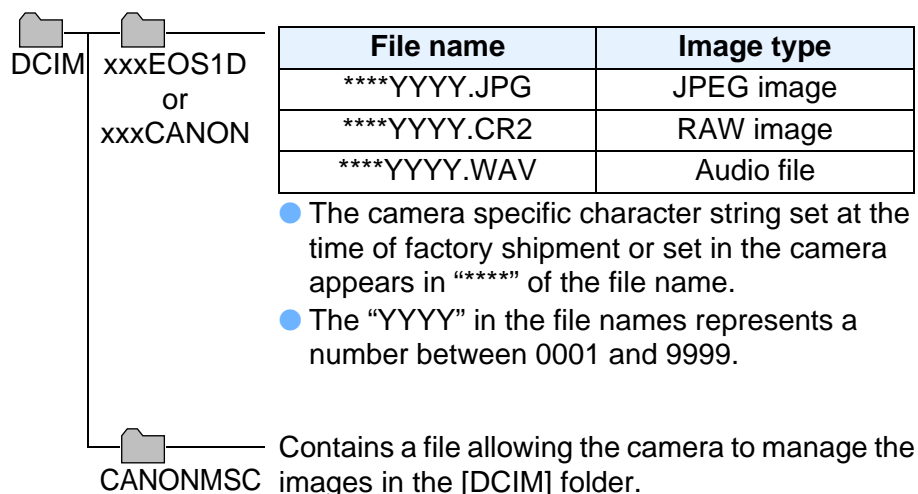 DCIM
xxxEOS1D
or
xxxCANON
File name Image type
****YYYY.JPG JPEG image
****YYYY.CR2 RAW image
****YYYY.WAV Audio file
The camera specific character string set at the
time of factory shipment or set in the camera
appears in “****” of the file name.
The “YYYY” in the file names represents a
number between 0001 and 9999.
CANONMSC
Contains a file allowing the camera to manage the
images in the [DCIM] folder.